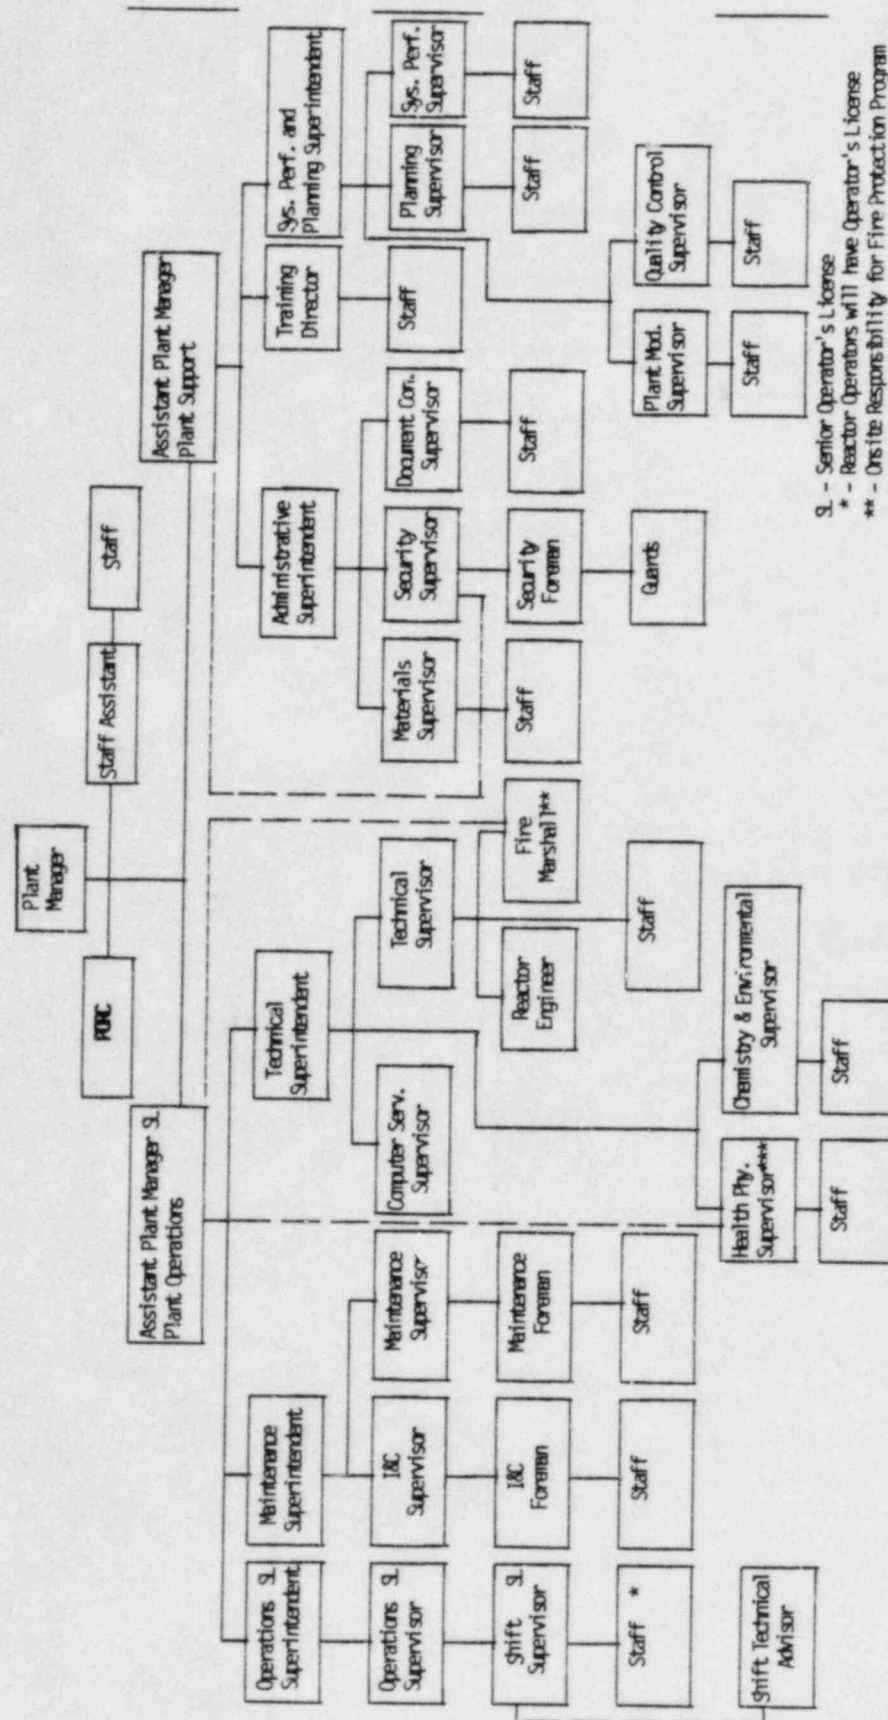 Plant
Manager
PORC
Staff Assistant
Staff
Assistant Plant Manager SL
Plant Operations
Assistant Plant Manager
Plant Support
Operations SL
Superintendent
Maintenance
Superintendent
Technical
Superintendent
Administrative
Superintendent
Training
Director
Sys. Perf. and
Planning Superintendent
Operations SL
Supervisor
I&C
Supervisor
Maintenance
Supervisor
Computer Serv.
Supervisor
Technical
Supervisor
Materials
Supervisor
Security
Supervisor
Document Con.
Supervisor
Staff
Planning
Supervisor
Sys. Perf.
Supervisor
Shift SL
Supervisor
I&C
Foreman
Maintenance
Foreman
Reactor
Engineer
Fire
Marshall**
Staff
Security
Foreman
Staff
Staff
Staff
Staff *
Staff
Staff
Staff
Guards
Plant Mod.
Supervisor
Quality Control
Supervisor
Shift Technical
Advisor
Health Phy.
Supervisor***
Chemistry & Environmental
Supervisor
Staff
Staff
Staff
Staff
SL - Senior Operator's License
* - Reactor Operators will have Operator's License
** - Onsite Responsibility for Fire Protection Program